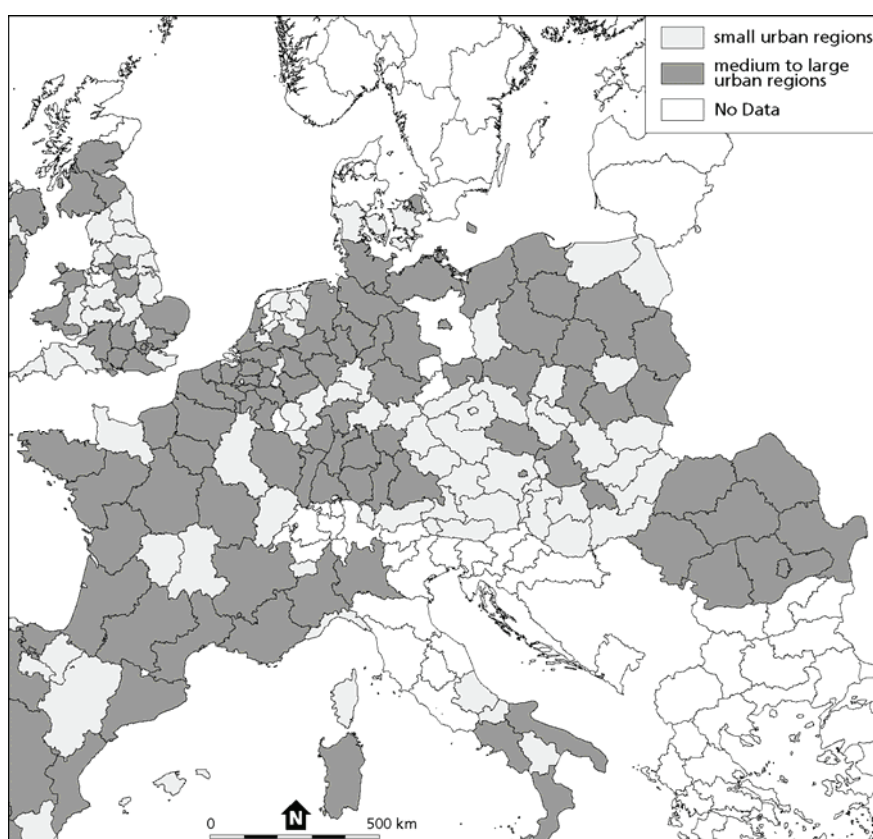 small urban regions
medium to large
urban regions
No Data
N
0 500 km